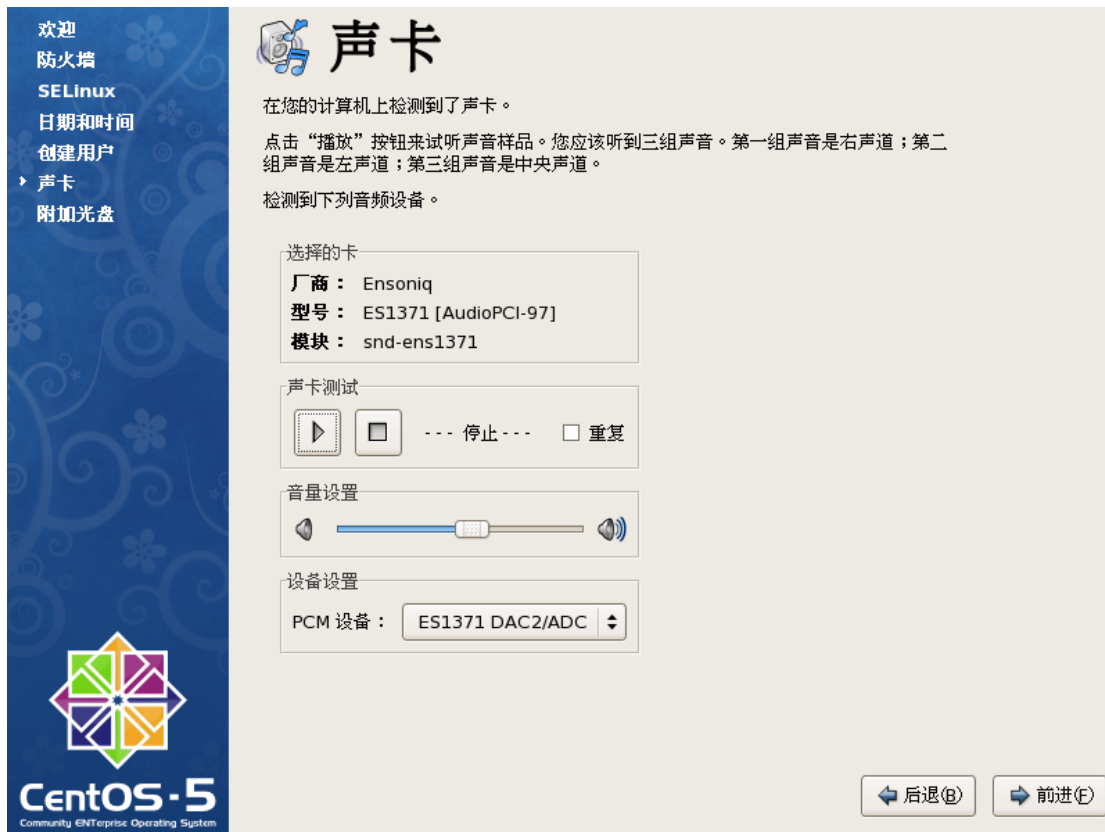 欢迎
防火墙
SELinux
日期和时间
创建用户
声卡
附加光盘
CentOS-5
Community ENTerprise Operating System
声卡
在您的计算机上检测到了声卡。
点击“播放”按钮来试听声音样品。您应该听到三组声音。第一组声音是右声道；第二
组声音是左声道；第三组声音是中央声道。
检测到下列音频设备。
选择的卡
厂商： Ensoniq
型号： ES1371 [AudioPCI-97]
模块： snd-ens1371
声卡测试
--- 停止--- 重复
音量设置
设备设置
PCM 设备： ES1371 DAC2/ADC
后退(B) 前进(F)